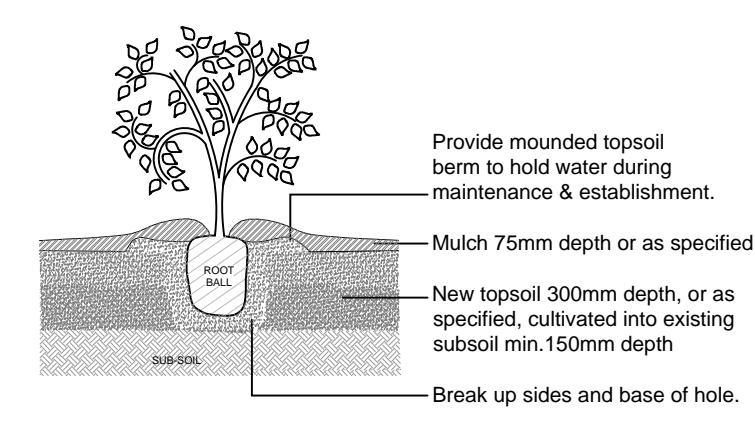 Provide mounded topsoil
berm to hold water during
maintenance & establishment.
Mulch 75mm depth or as specified
ROOT
BALL
New topsoil 300mm depth, or as
specified, cultivated into existing
subsoil min.150mm depth
SUB-SOIL
Break up sides and base of hole.